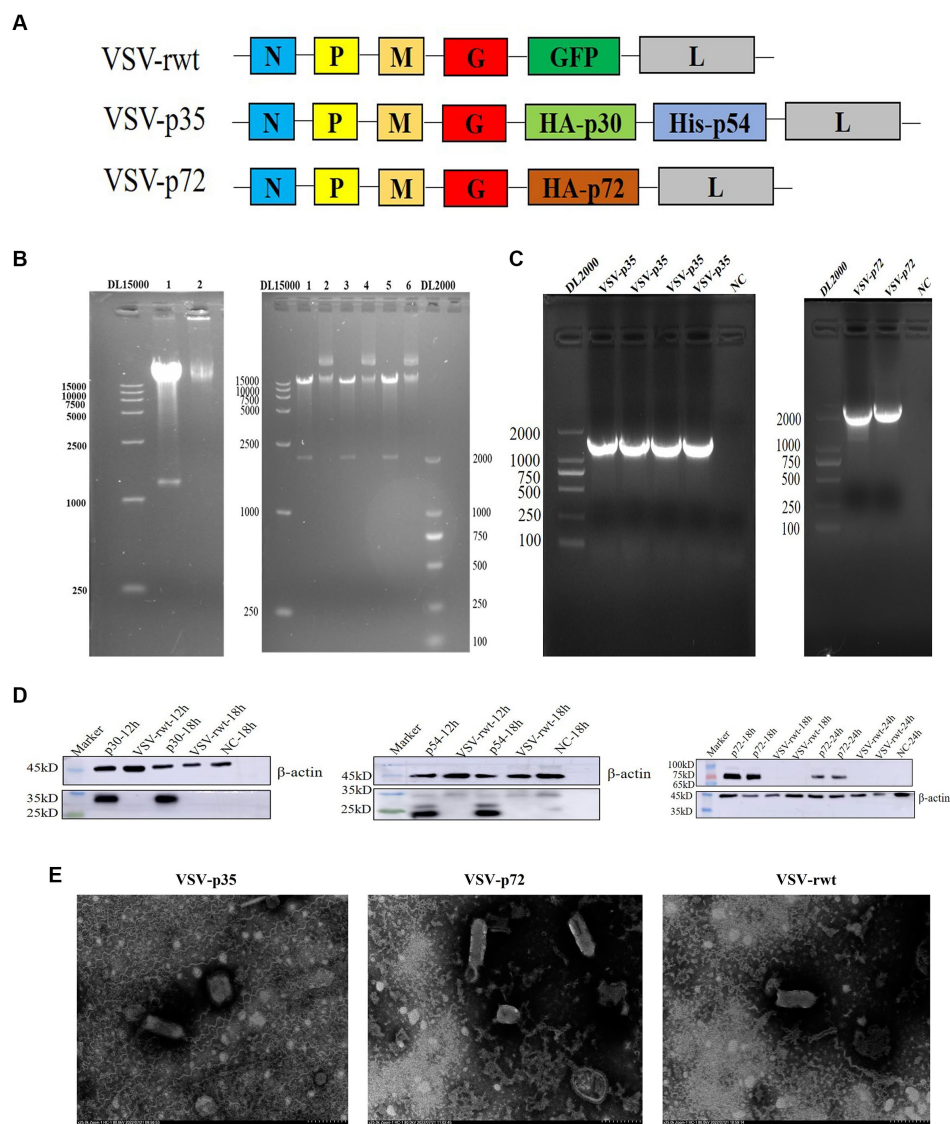 A
VSV-rwt N P M G GFP L
VSV-p35 N P M G HA-p30 His-p54 L
VSV-p72 N P M G HA-p72 L
B
DL15000 1 2
15000
10000
7500
5000
2500
1000
250
DL15000 1 2 3 4 5 6 DL2000
15000
10000
7500
5000
2500
1000
250
2000
1000
750
500
250
100
C
DL2000 VSV-p35 VSV-p35 VSV-p35 VSV-p35 NC
2000
1000
750
500
250
100
DL2000 VSV-p72 VSV-p72 NC
2000
1000
750
500
250
100
D
Marker p30-12h VSV-rwt-12h p30-18h VSV-rwt-18h NC-18h
45kD β-actin
35kD
25kD
Marker p54-12h VSV-rwt-12h p54-18h VSV-rwt-18h NC-18h
45kD β-actin
35kD
25kD
Marker p72-18h p72-18h VSV-rwt-18h VSV-rwt-18h p72-24h p72-24h VSV-rwt-24h VSV-rwt-24h NC-24h
100kD
75kD
65kD
45kD β-actin
35kD
E
VSV-p35 VSV-p72 VSV-rwt